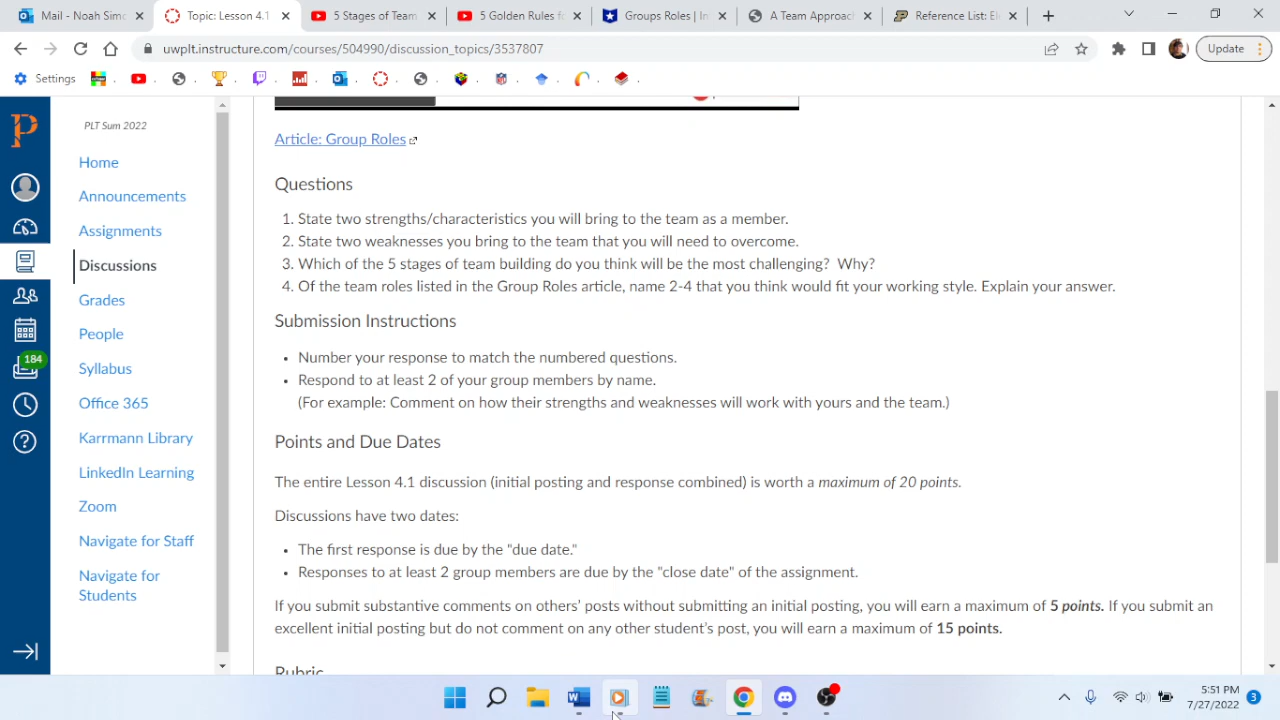 Mail - Noah Simo
Topic: Lesson 4.1
5 Stages of Team
5 Golden Rules fo
Groups Roles | In
A Team Approach
Reference List: El
uwplt.instructure.com/courses/504990/discussion_topics/3537807
Update
Settings
PLT Sum 2022
Home
Announcements
Assignments
Discussions
Grades
People
Syllabus
Office 365
Karrmann Library
LinkedIn Learning
Zoom
Navigate for Staff
Navigate for
Students
184
Article: Group Roles
Questions
1. State two strengths/characteristics you will bring to the team as a member.
2. State two weaknesses you bring to the team that you will need to overcome.
3. Which of the 5 stages of team building do you think will be the most challenging? Why?
4. Of the team roles listed in the Group Roles article, name 2-4 that you think would fit your working style. Explain your answer.
Submission Instructions
• Number your response to match the numbered questions.
• Respond to at least 2 of your group members by name.
(For example: Comment on how their strengths and weaknesses will work with yours and the team.)
Points and Due Dates
The entire Lesson 4.1 discussion (initial posting and response combined) is worth a maximum of 20 points.
Discussions have two dates:
• The first response is due by the "due date."
• Responses to at least 2 group members are due by the "close date" of the assignment.
If you submit substantive comments on others' posts without submitting an initial posting, you will earn a maximum of 5 points. If you submit an
excellent initial posting but do not comment on any other student's post, you will earn a maximum of 15 points.
Rubric
5:51 PM
7/27/2022
3